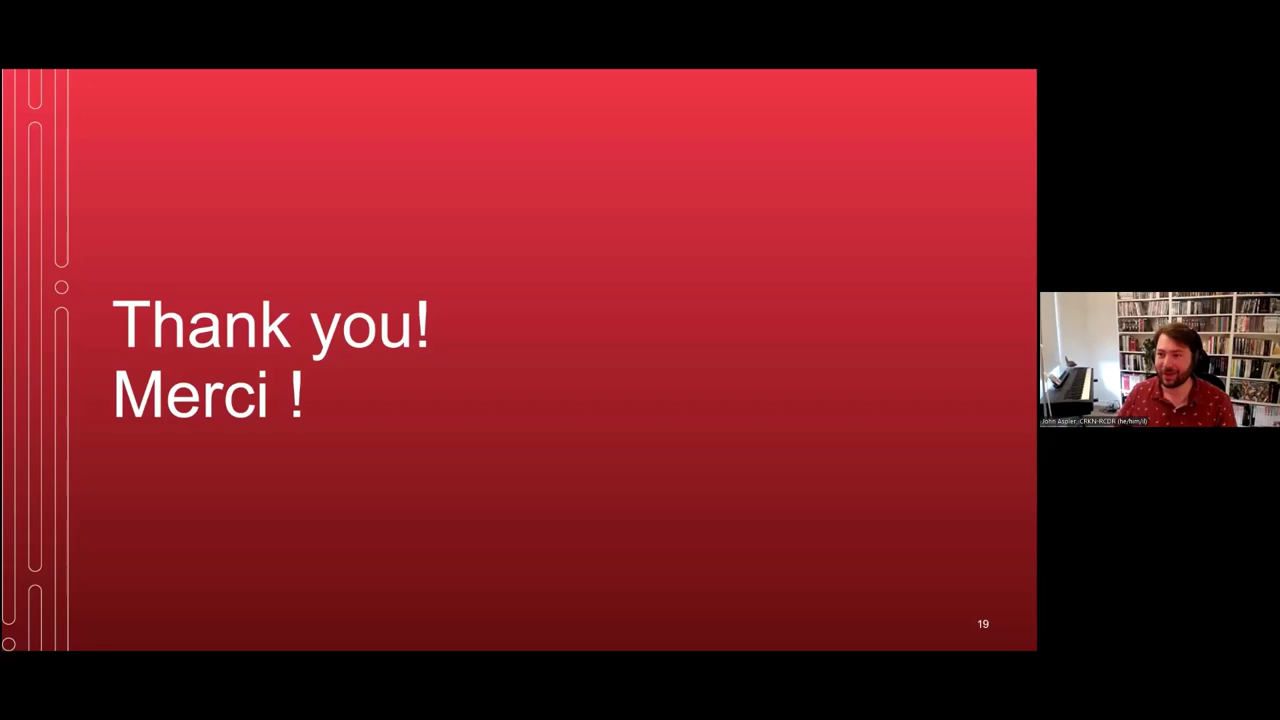 Thank you!
Merci !
19
John Aspler, CRKN-RCDR (he/him/il)